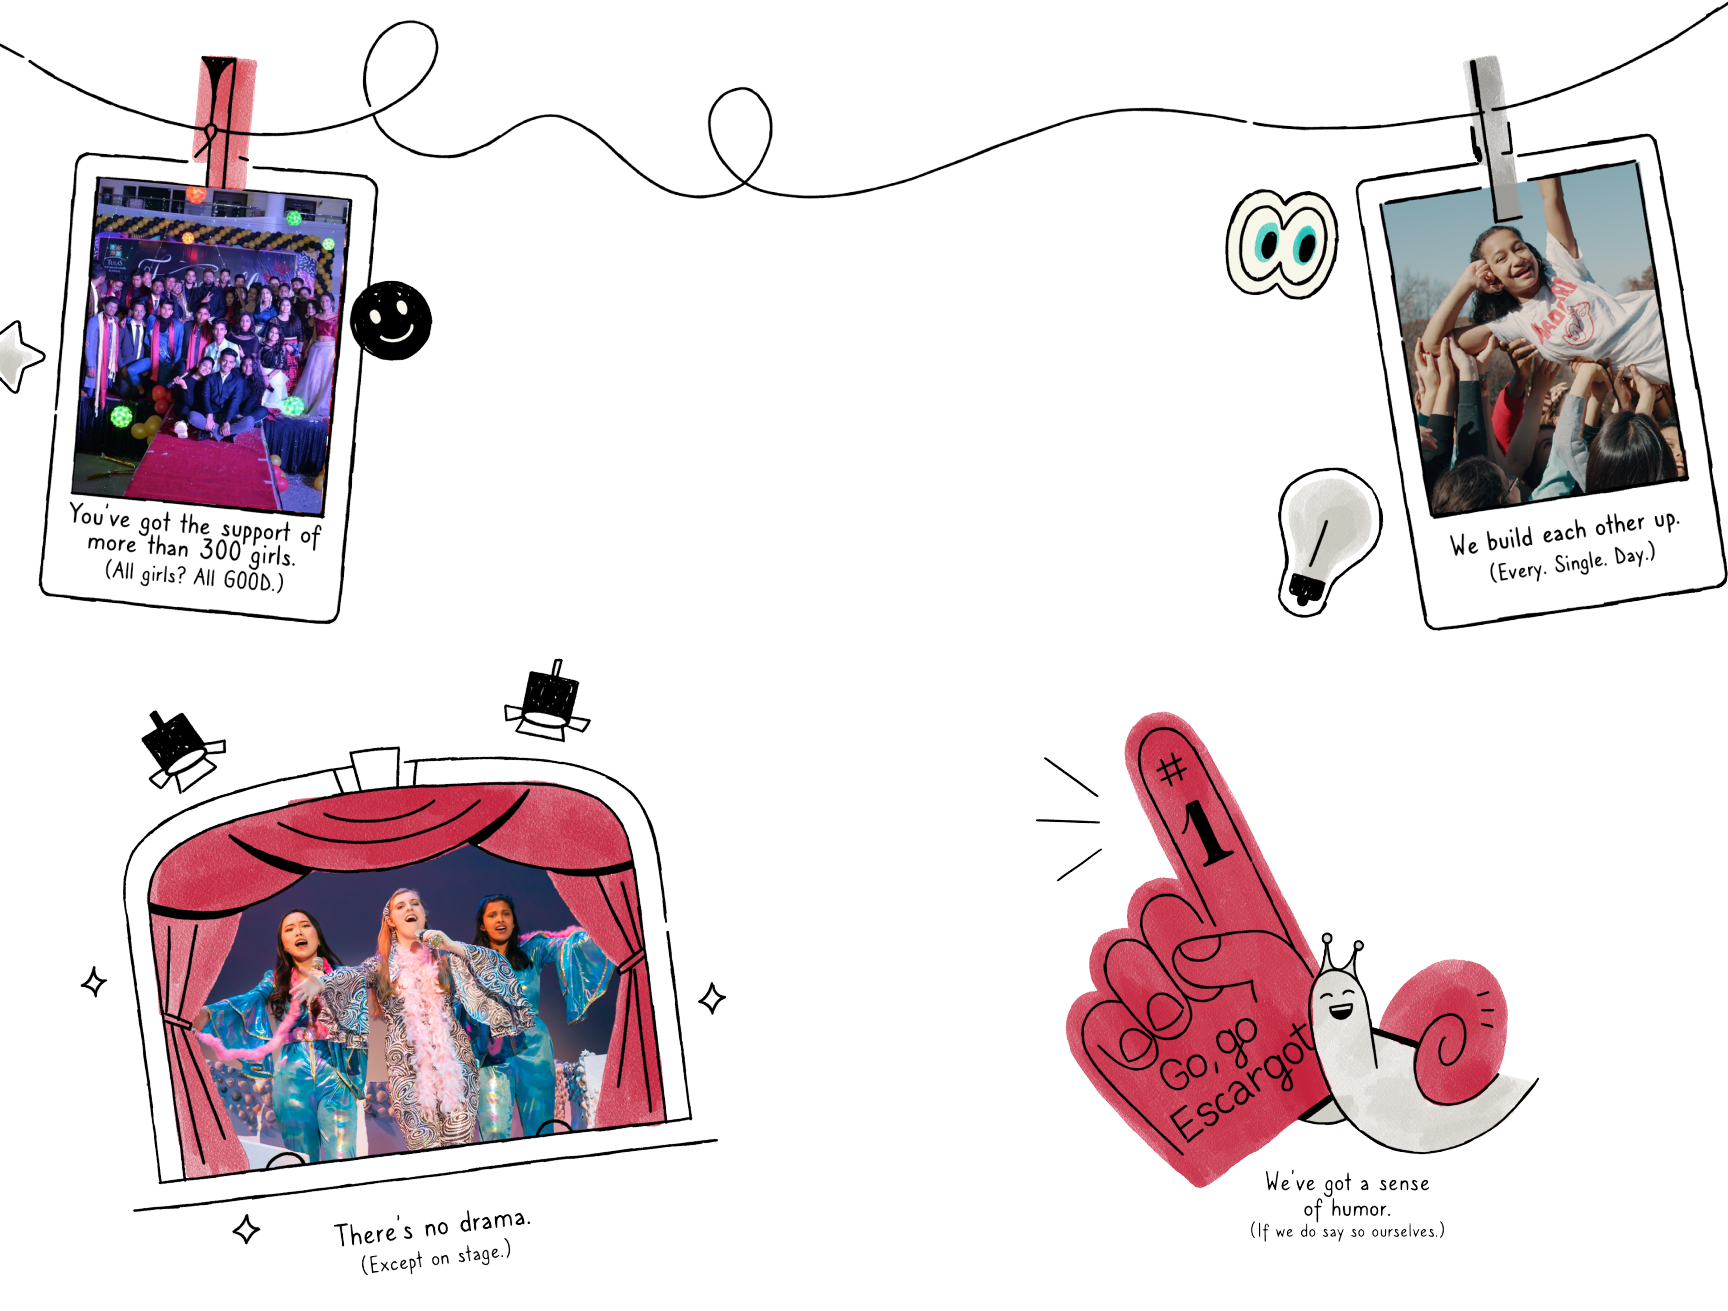 You've got the support of
more than 300 girls.
(All girls? All GOOD.)
TULAS
BADGER
We build each other up.
(Every. Single. Day.)
There's no drama.
(Except on stage.)
#
1
Go, go
Escargot
We've got a sense
of humor.
(If we do say so ourselves.)